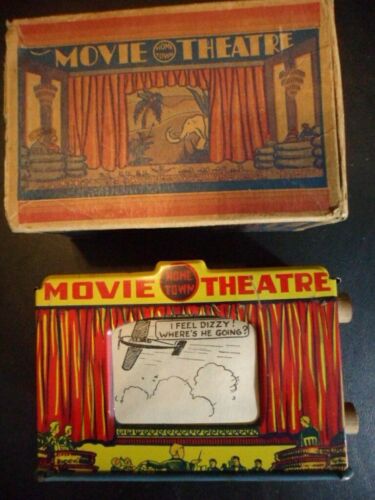 MOVIE HOME TOWN THEATRE
MOVIE HOME TOWN THEATRE
I FEEL DIZZY!
WHERE'S HE GOING?